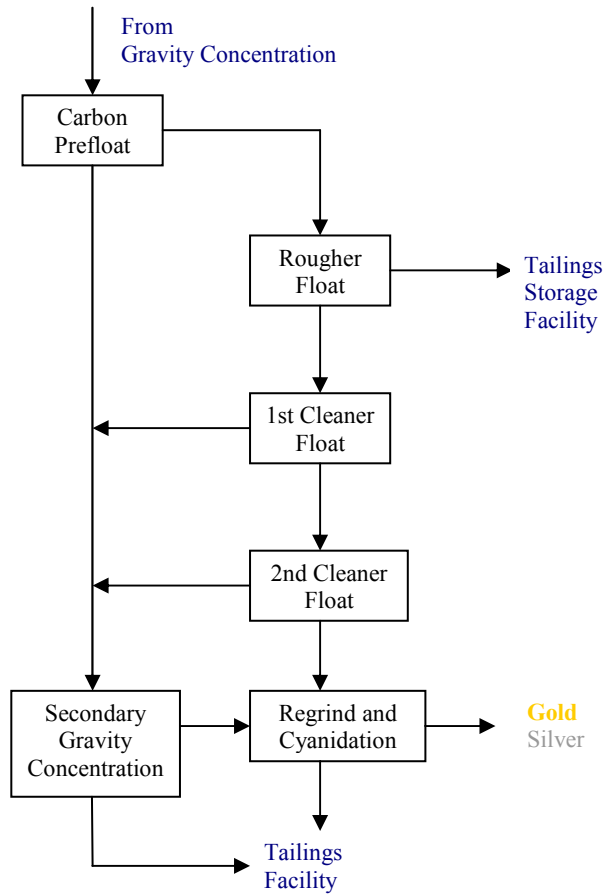 From
Gravity Concentration
Carbon
Prefloat
Rougher
Float
Tailings
Storage
Facility
1st Cleaner
Float
2nd Cleaner
Float
Secondary
Gravity
Concentration
Regrind and
Cyanidation
Gold
Silver
Tailings
Facility